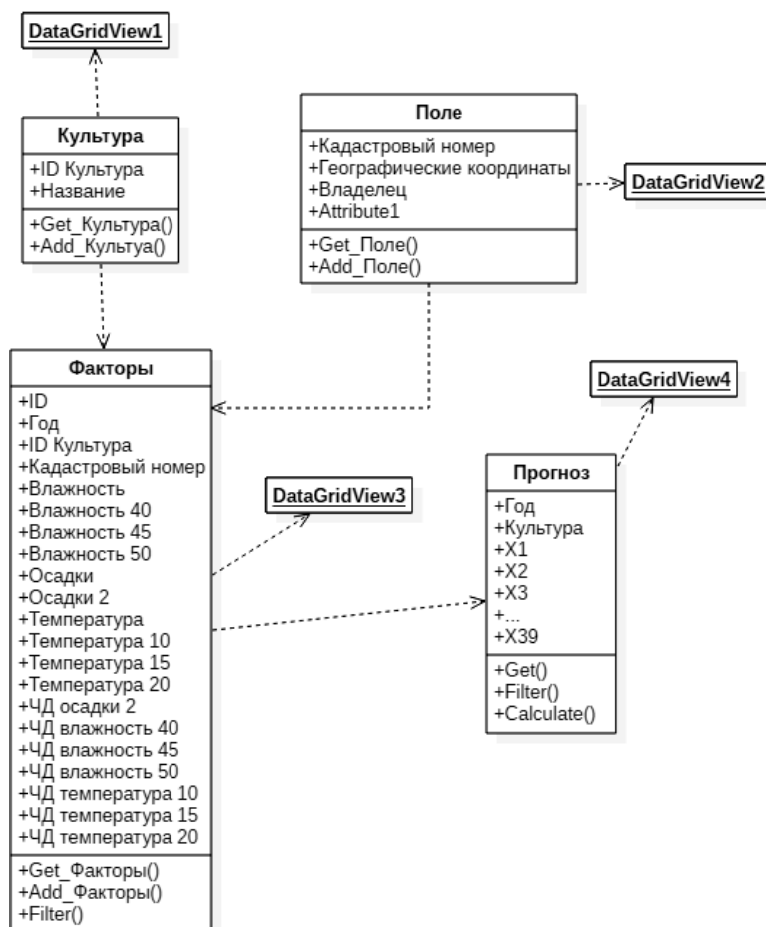 DataGridView1
Культура
+ID Культура
+Название
+Get_Культура()
+Add_Культуа()
Поле
+Кадастровый номер
+Географические координаты
+Владелец
+Attribute1
+Get_Поле()
+Add_Поле()
DataGridView2
Факторы
+ID
+Год
+ID Культура
+Кадастровый номер
+Влажность
+Влажность 40
+Влажность 45
+Влажность 50
+Осадки
+Осадки 2
+Температура
+Температура 10
+Температура 15
+Температура 20
+ЧД осадки 2
+ЧД влажность 40
+ЧД влажность 45
+ЧД влажность 50
+ЧД температура 10
+ЧД температура 15
+ЧД температура 20
+Get_Факторы()
+Add_Факторы()
+Filter()
DataGridView3
DataGridView4
Прогноз
+Год
+Культура
+X1
+X2
+X3
+...
+X39
+Get()
+Filter()
+Calculate()